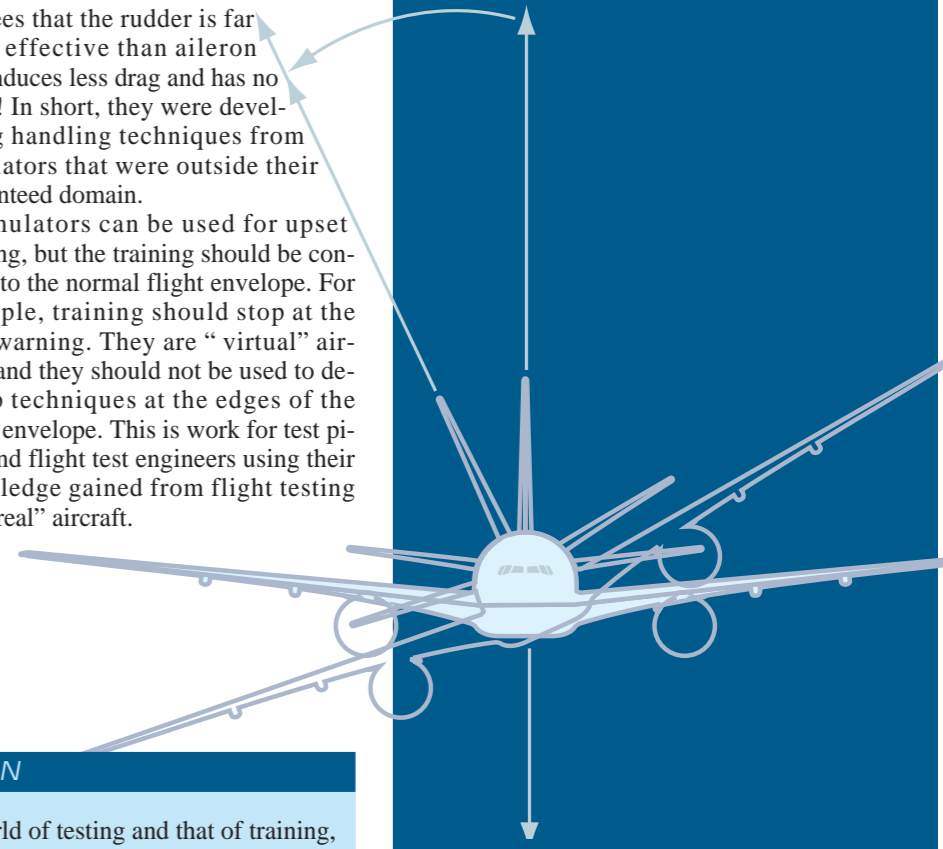 ees that the rudder is far
effective than aileron
nduces less drag and has no
! In short, they were devel-
g handling techniques from
lators that were outside their
nteed domain.
nulators can be used for upset
ng, but the training should be con-
to the normal flight envelope. For
ple, training should stop at the
warning. They are “ virtual” air-
and they should not be used to de-
p techniques at the edges of the
envelope. This is work for test pi-
nd flight test engineers using their
ledge gained from flight testing
real” aircraft.
N
rld of testing and that of training,